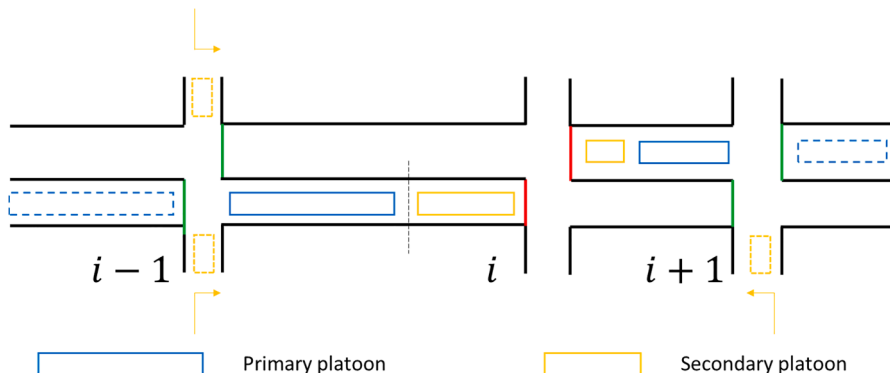 i − 1
i
i + 1
Primary platoon
Secondary platoon